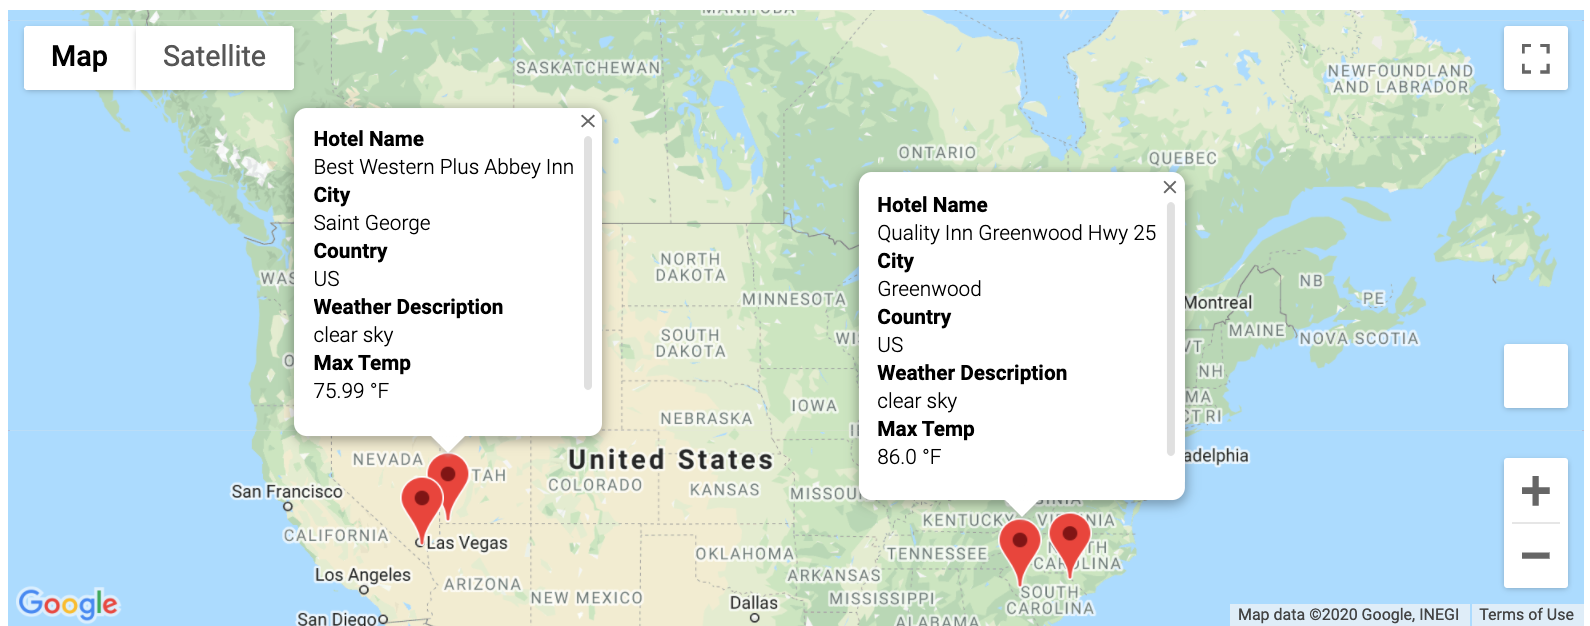 MANITOBA
Map
Satellite
SASKATCHEWAN
NEWFOUNDLAND
AND LABRADOR
ONTARIO
QUEBEC
Hotel Name
Best Western Plus Abbey Inn
City
Saint George
Country
US
Weather Description
clear sky
Max Temp
75.99 °F
Hotel Name
Quality Inn Greenwood Hwy 25
City
Greenwood
Country
US
Weather Description
clear sky
Max Temp
86.0 °F
WAS
NORTH
DAKOTA
MINNESOTA
SOUTH
DAKOTA
WI
O
Montreal
NB
PE
MAINE
NOVA SCOTIA
VT
NH
MA
CT RI
NEBRASKA
IOWA
adelphia
NEVADA
TAH
United States
COLORADO
KANSAS
MISSOU
GINIA
San Francisco
CALIFORNIA
Las Vegas
KENTUCKY
VI
INIA
OKLAHOMA
TENNESSEE
TH
CAROLINA
Los Angeles
ARIZONA
NEW MEXICO
ARKANSAS
MISSISSIPPI
SOUTH
CAROLINA
Dallas
San Diego
ALABAMA
Google
Map data ©2020 Google, INEGI
Terms of Use